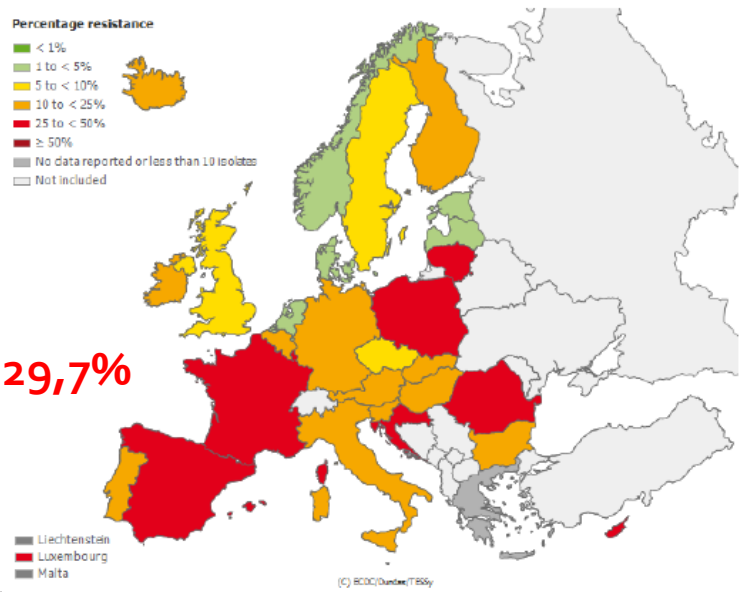 Percentage resistance
< 1%
1 to < 5%
5 to < 10%
10 to < 25%
25 to < 50%
≥ 50%
No data reported or less than 10 isolates
Not included
29,7%
Liechtenstein
Luxembourg
Malta
(C) ECDC/Dundas/TESSy